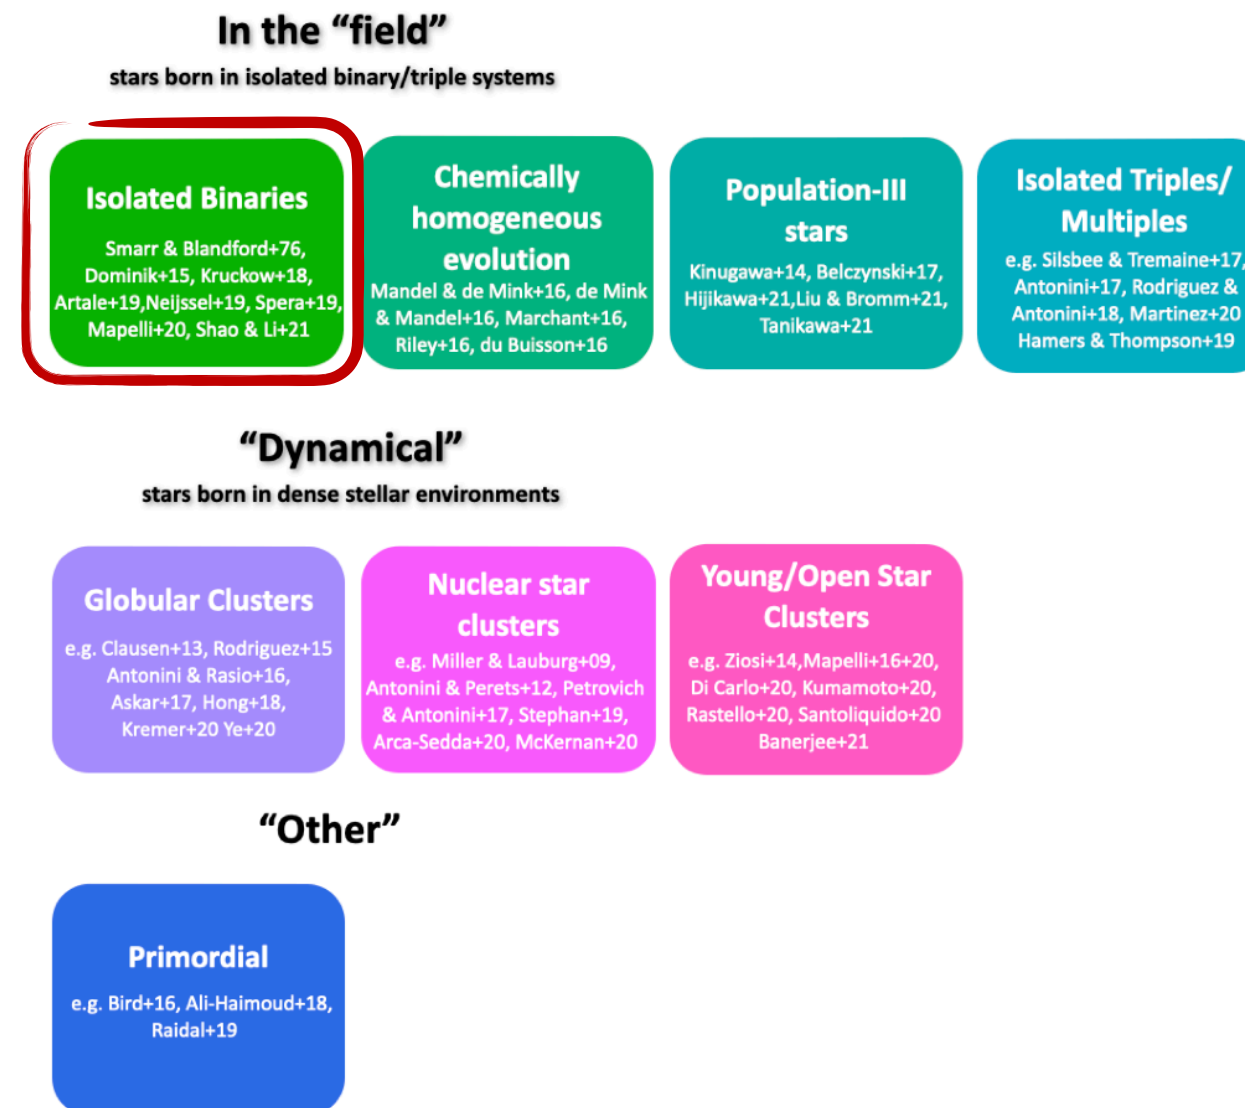 In the “field”
stars born in isolated binary/triple systems
Isolated Binaries
Smarr & Blandford+76,
Dominik+15, Kruckow+18,
Artale+19,Neijssel+19, Spera+19,
Mapelli+20, Shao & Li+21
Chemically
homogeneous
evolution
Mandel & de Mink+16, de Mink
& Mandel+16, Marchant+16,
Riley+16, du Buisson+16
Population-III
stars
Kinugawa+14, Belczynski+17,
Hijikawa+21,Liu & Bromm+21,
Tanikawa+21
Isolated Triples/
Multiples
e.g. Silsbee & Tremaine+17,
Antonini+17, Rodriguez &
Antonini+18, Martinez+20
Hamers & Thompson+19
“Dynamical”
stars born in dense stellar environments
Globular Clusters
e.g. Clausen+13, Rodriguez+15
Antonini & Rasio+16,
Askar+17, Hong+18,
Kremer+20 Ye+20
Nuclear star
clusters
e.g. Miller & Lauburg+09,
Antonini & Perets+12, Petrovich
& Antonini+17, Stephan+19,
Arca-Sedda+20, McKernan+20
Young/Open Star
Clusters
e.g. Ziosi+14,Mapelli+16+20,
Di Carlo+20, Kumamoto+20,
Rastello+20, Santoliquido+20
Banerjee+21
“Other”
Primordial
e.g. Bird+16, Ali-Haimoud+18,
Raidal+19